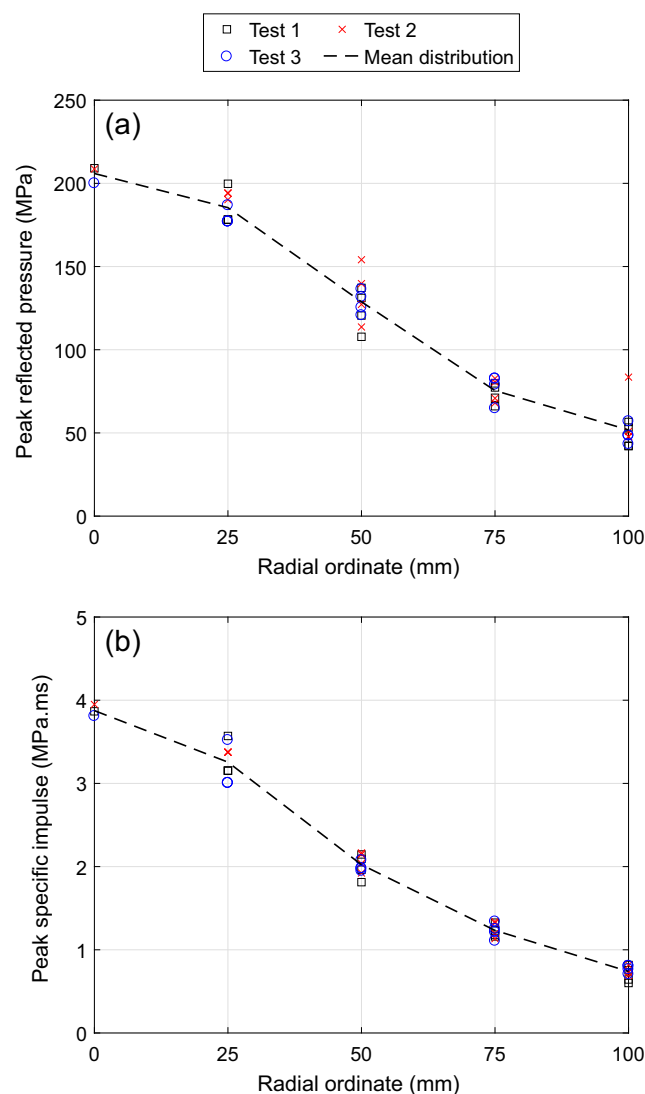 Test 1 Test 2
Test 3 Mean distribution
(a)
250
200
150
100
50
0
Peak reflected pressure (MPa)
0 25 50 75 100
Radial ordinate (mm)
(b)
5
4
3
2
1
0
Peak specific impulse (MPa.ms)
0 25 50 75 100
Radial ordinate (mm)